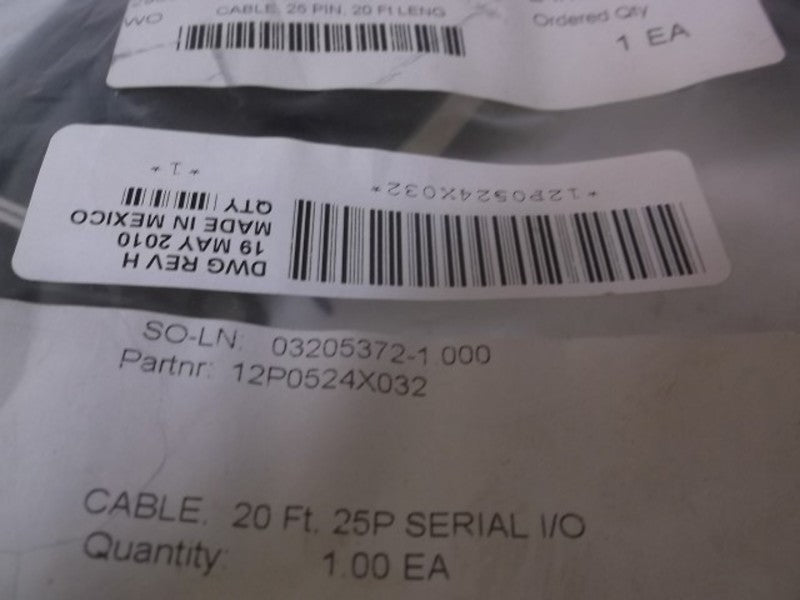 WO
CABLE, 25 PIN, 20 Ft LENG
Ordered Qty
1 EA
*12P0524X032*
DWG REV H
19 MAY 2010
MADE IN MEXICO
QTY
*1*
SO-LN: 03205372-1.000
Partnr: 12P0524X032
CABLE, 20 Ft. 25P SERIAL I/O
Quantity: 1.00 EA